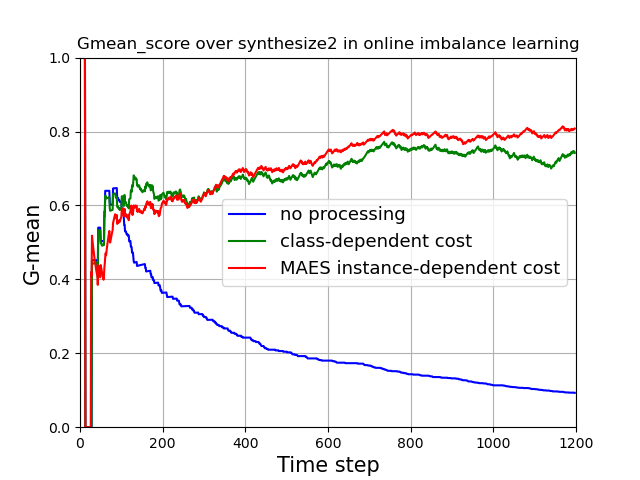 Gmean_score over synthesize2 in online imbalance learning
1.0
0.8
0.6
0.4
0.2
0.0
G-mean
no processing
class-dependent cost
MAES instance-dependent cost
0 200 400 600 800 1000 1200
Time step